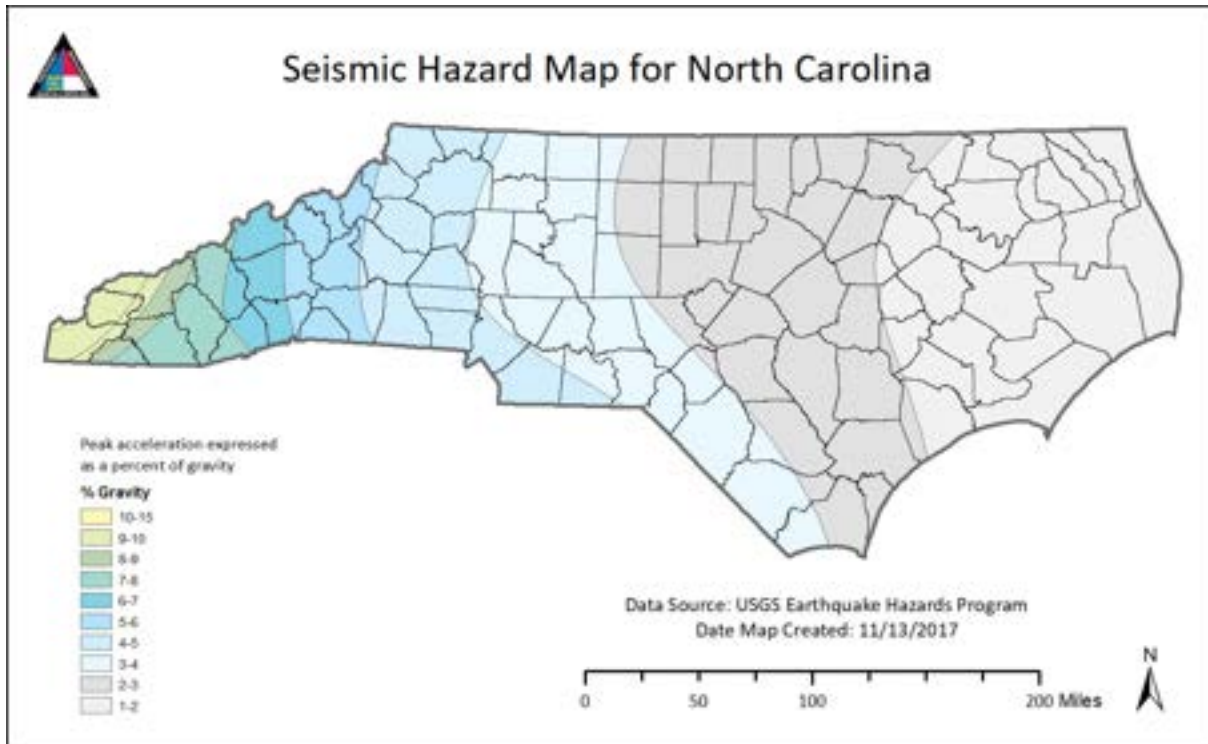 Seismic Hazard Map for North Carolina
Peak acceleration expressed
as a percent of gravity
% Gravity
10-15
9-10
8-9
7-8
6-7
5-6
4-5
3-4
2-3
1-2
Data Source: USGS Earthquake Hazards Program
Date Map Created: 11/13/2017
N
0 50 100 200 Miles